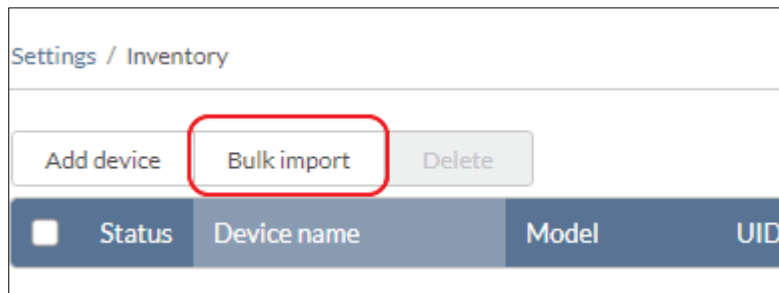 Settings / Inventory
Add device Bulk import Delete
Status Device name Model UID